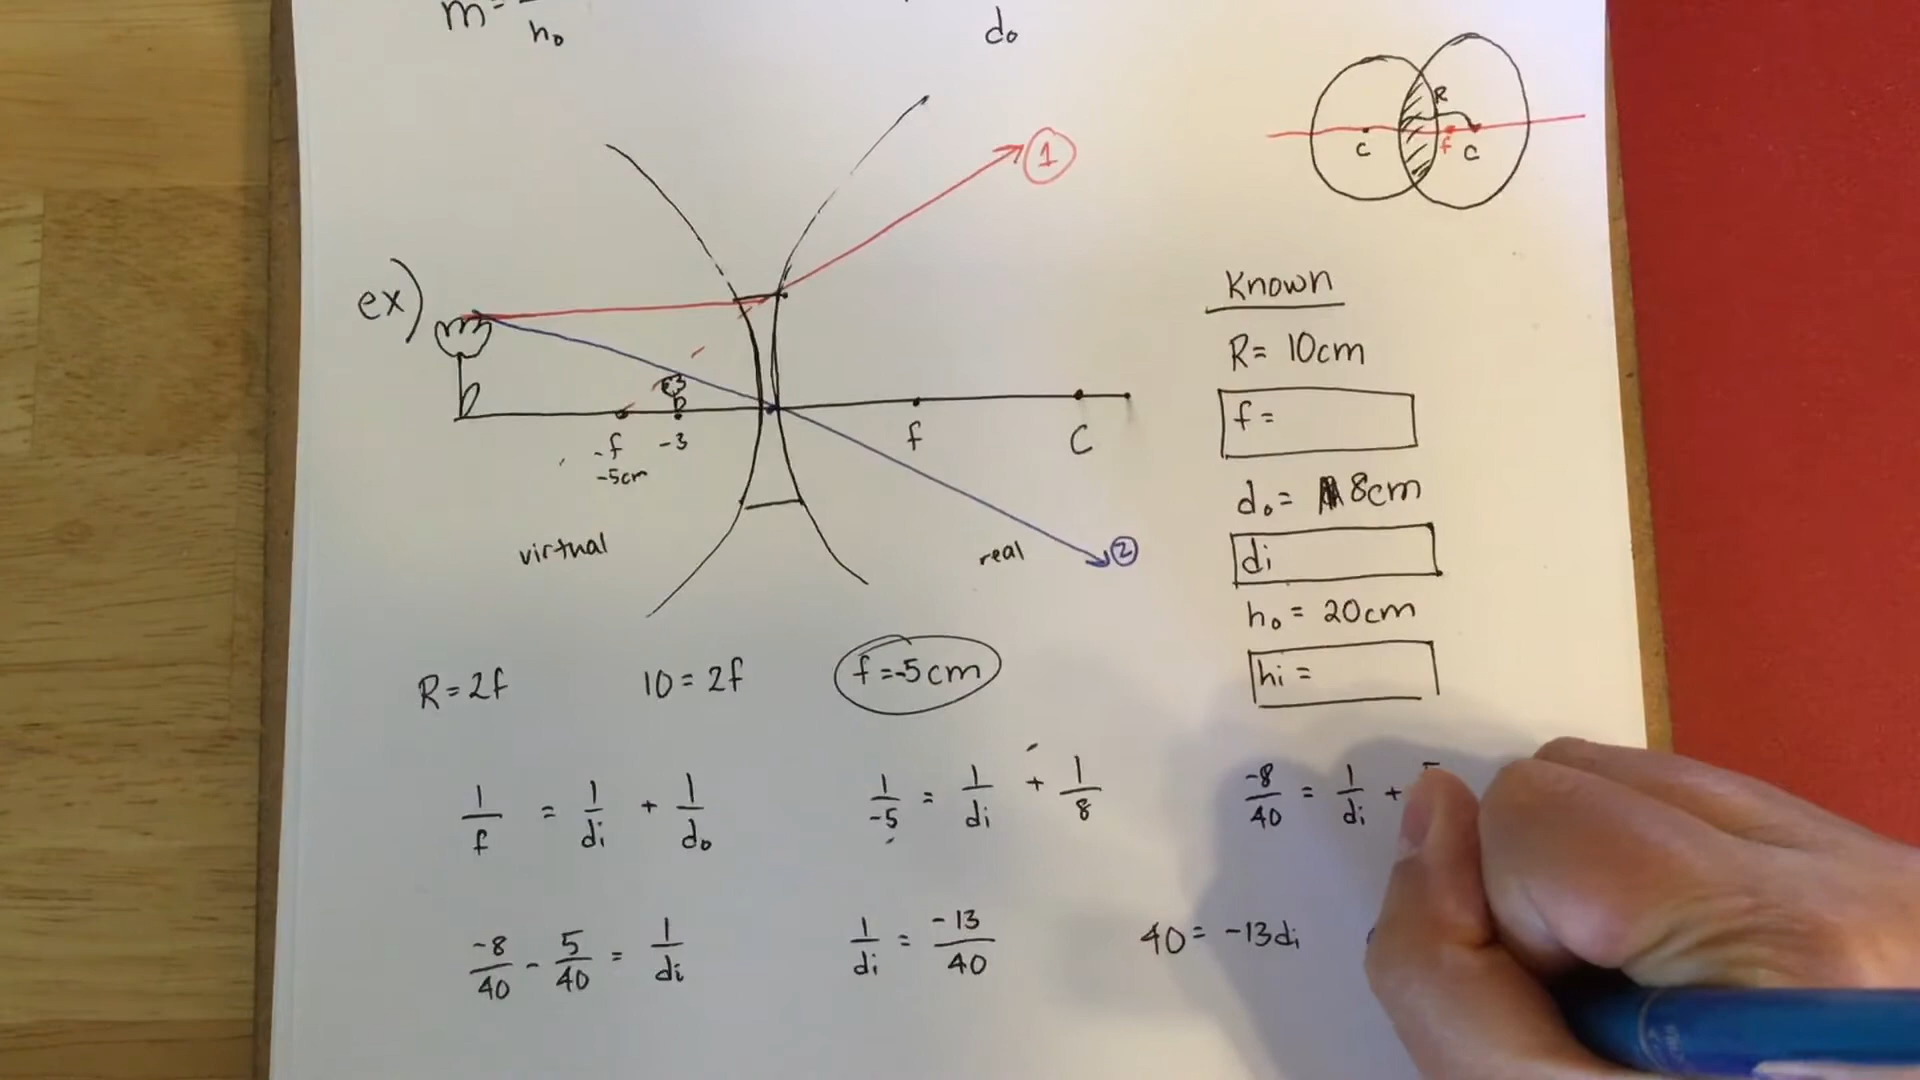 m = 
h₀
d₀
R
C f C
1
ex)
-f -3
-5cm
f C
virtual real
2
Known
R = 10cm
f =
d₀ = 8cm
di
h₀ = 20cm
hi =
R = 2f 10 = 2f f = -5cm
1/f = 1/di + 1/d₀ 1/-5 = 1/di + 1/8 -8/40 = 1/di +
-8/40 - 5/40 = 1/di 1/di = -13/40 40 = -13di